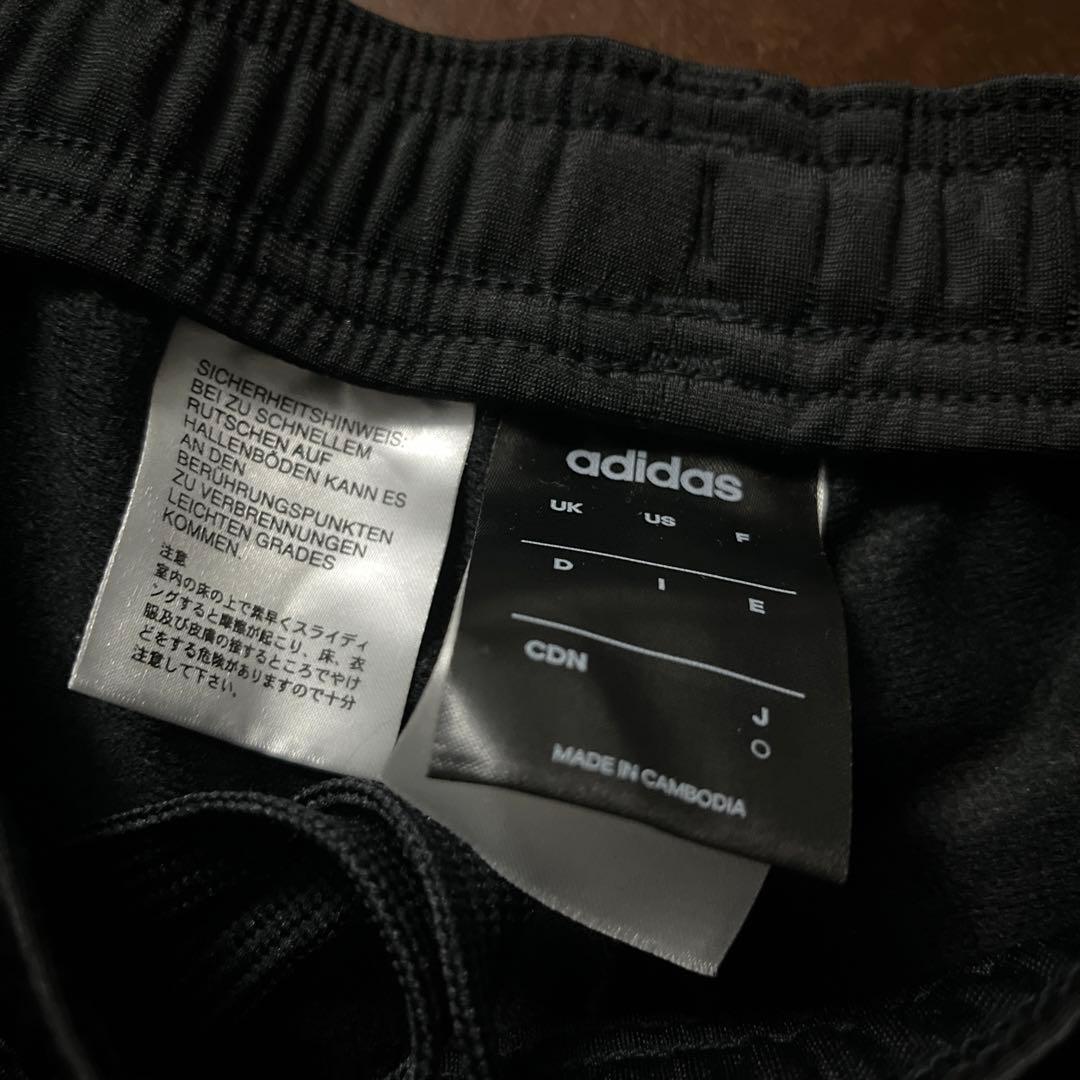 SICHERHEITSHINWEIS:
BEI ZU SCHNELLEM
RUTSCHEN AUF
HALLENBÖDEN KANN ES
AN DEN
BERÜHRUNGSPUNKTEN
ZU VERBRENNUNGEN
LEICHTEN GRADES
KOMMEN.
注意
室内の床の上で素早くスライディ
ングすると摩擦が起こり、床、衣
服及び皮膚の接するところでやけ
どをする危険がありますので十分
注意して下さい。
adidas
UK US F
D I E
CDN
J
O
MADE IN CAMBODIA